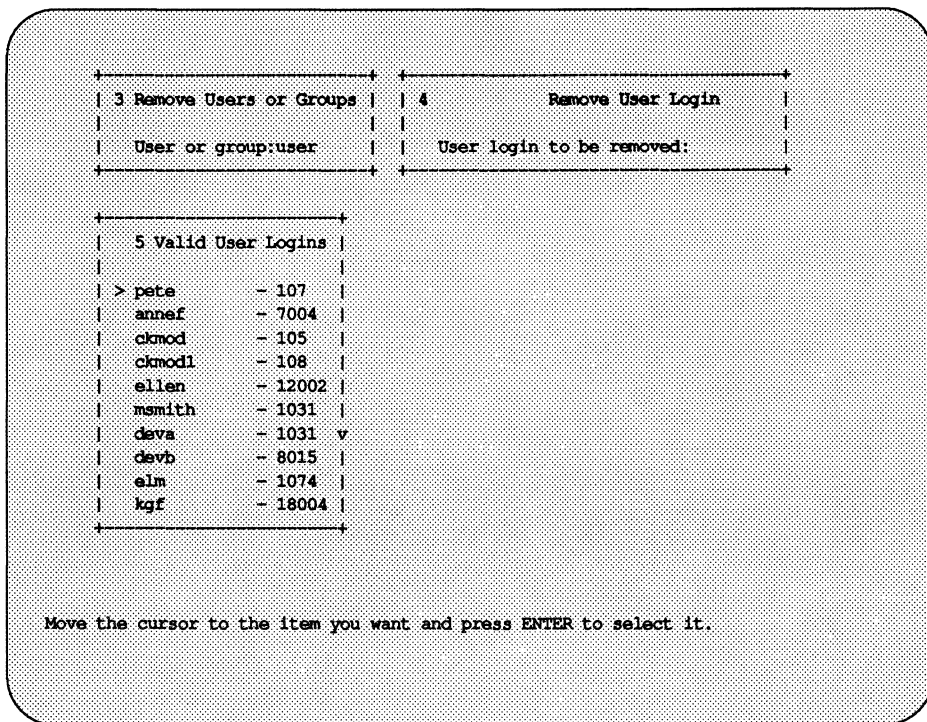 3 Remove Users or Groups
User or group:user
4 Remove User Login
User login to be removed:
5 Valid User Logins
> pete - 107
annef - 7004
ckmod - 105
ckmod1 - 108
ellen - 12002
msmith - 1031
deva - 1031 v
devb - 8015
elm - 1074
kgf - 18004
Move the cursor to the item you want and press ENTER to select it.